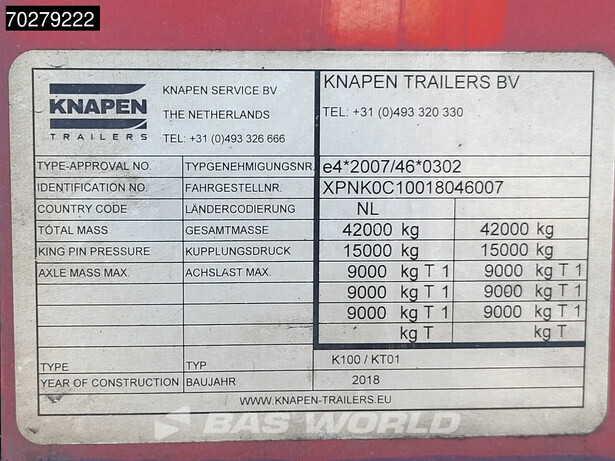 70279222
KNAPEN
TRAILERS
KNAPEN SERVICE BV
THE NETHERLANDS
TEL: +31 (0)493 326 666
KNAPEN TRAILERS BV
TEL: +31 (0)493 320 330
TYPE-APPROVAL NO. TYPGENEHMIGUNGSNR. e4*2007/46*0302
IDENTIFICATION NO. FAHRGESTELLNR. XPNK0C10018046007
COUNTRY CODE LÄNDERCODIERUNG NL
TOTAL MASS GESAMTMASSE 42000 kg 42000 kg
KING PIN PRESSURE KUPPLUNGSDRUCK 15000 kg 15000 kg
AXLE MASS MAX. ACHSLAST MAX. 9000 kg T 1 9000 kg T 1
9000 kg T 1 9000 kg T 1
9000 kg T 1 9000 kg T 1
kg T kg T
TYPE TYP K100 / KT01
YEAR OF CONSTRUCTION BAUJAHR 2018
WWW.KNAPEN-TRAILERS.EU
BAS WORLD